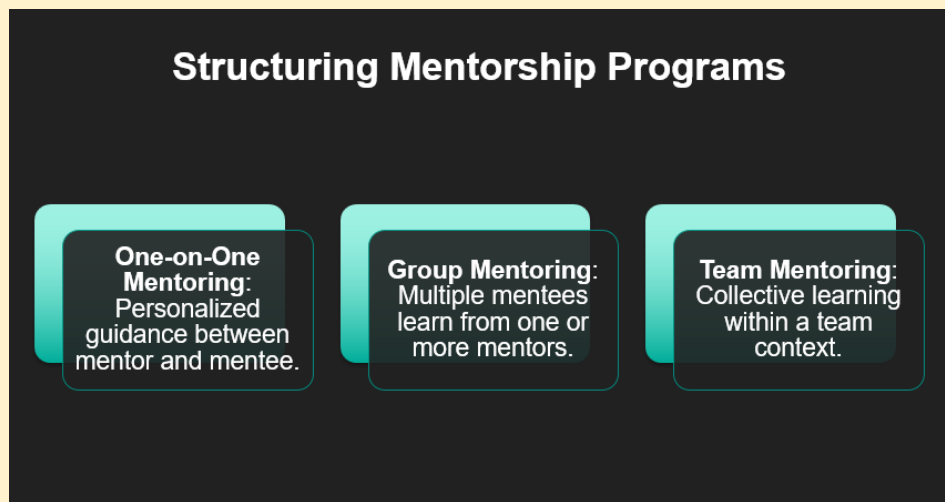 Structuring Mentorship Programs
One-on-One
Mentoring:
Personalized
guidance between
mentor and mentee.
Group Mentoring:
Multiple mentees
learn from one or
more mentors.
Team Mentoring:
Collective learning
within a team
context.